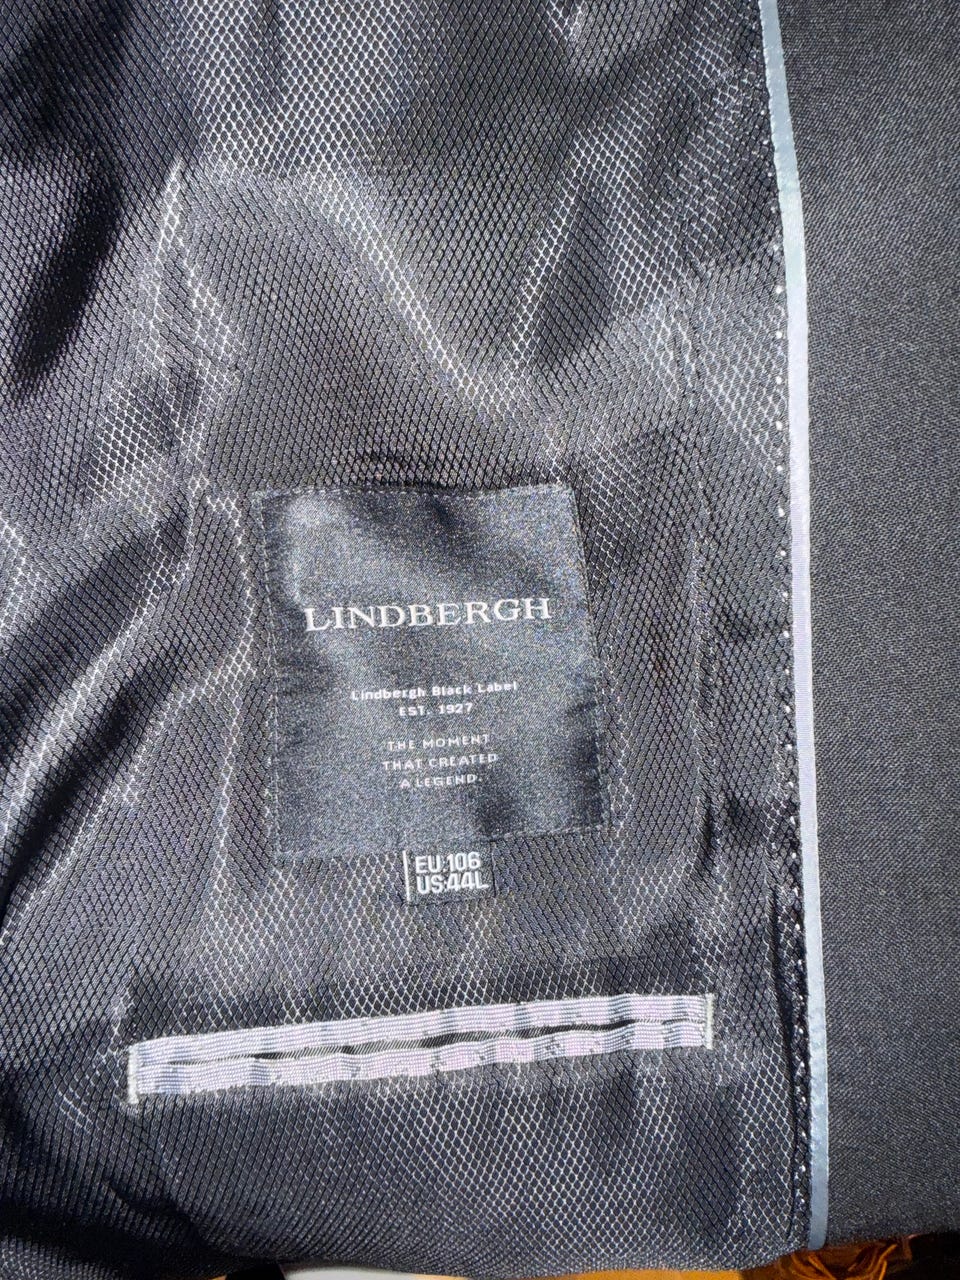 LINDBERGH
Lindbergh Black Label
EST. 1927
THE MOMENT
THAT CREATED
A LEGEND.
EU:106
US:44L